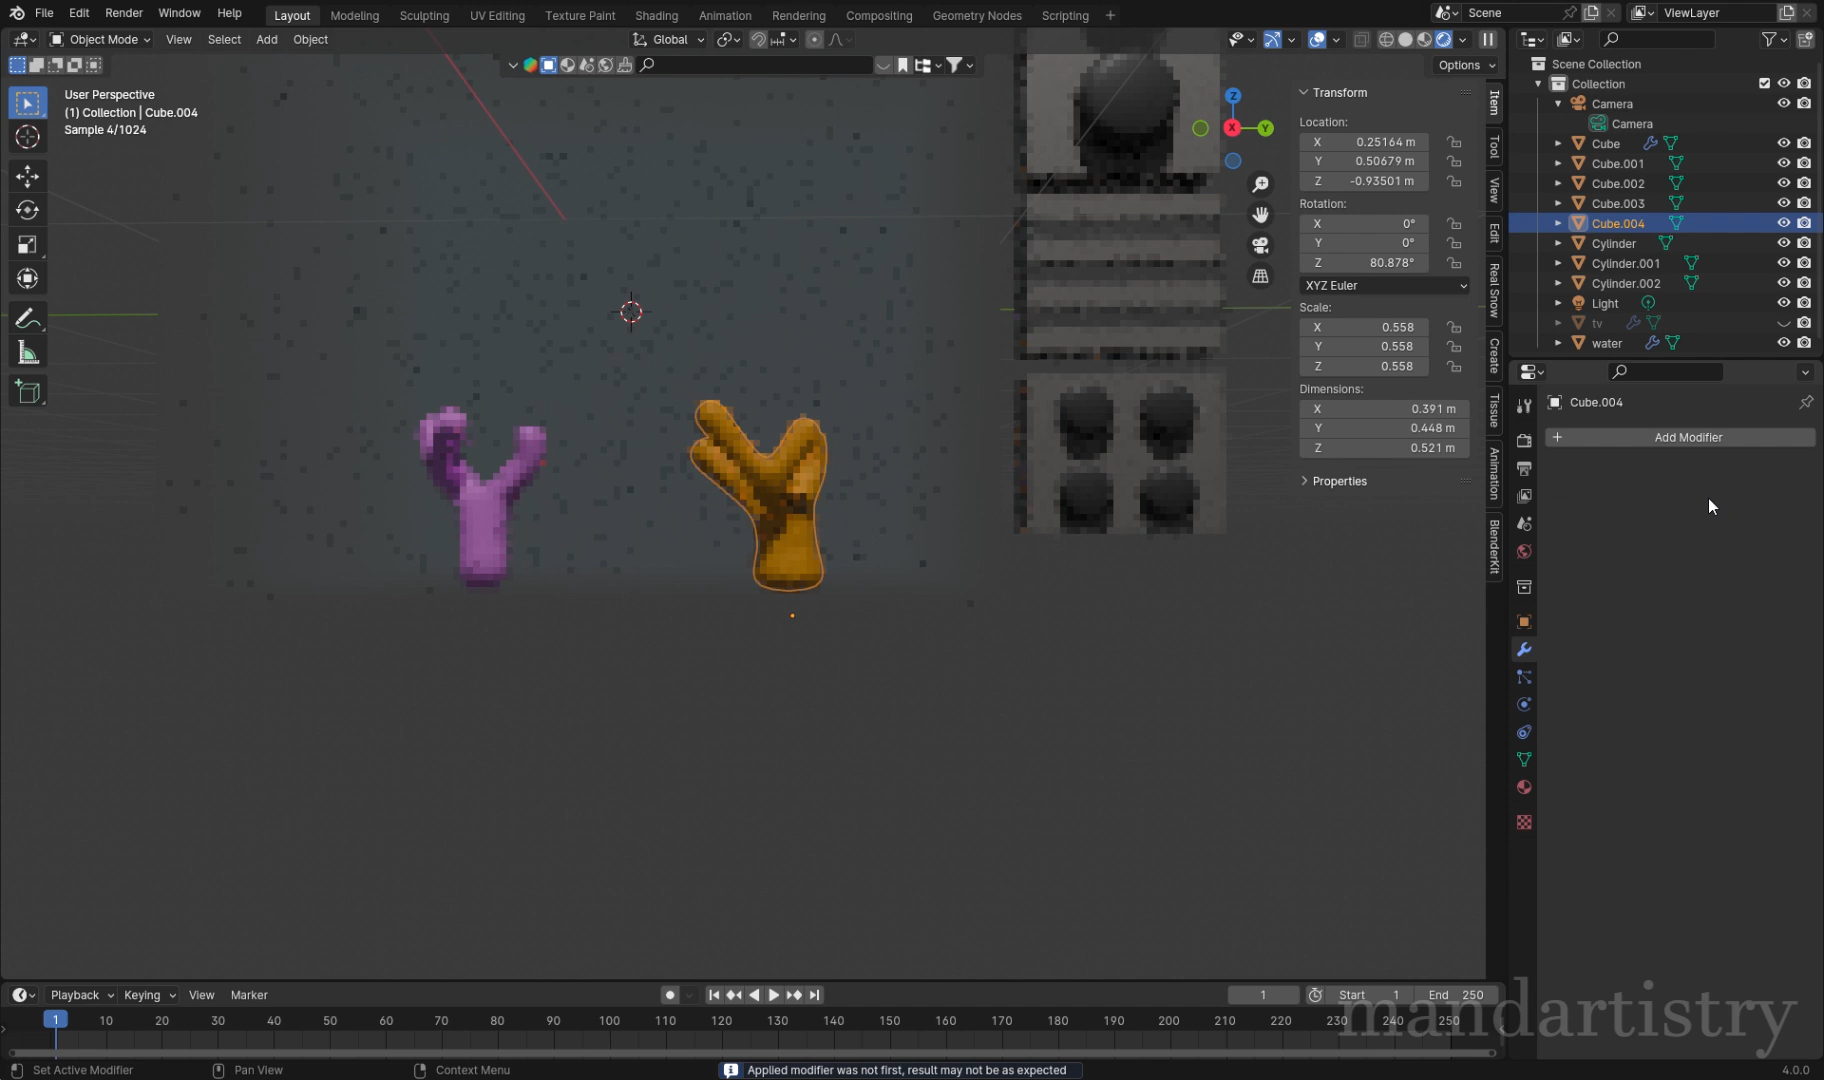 File Edit Render Window Help Layout Modeling Sculpting UV Editing Texture Paint Shading Animation Rendering Compositing Geometry Nodes Scripting + Scene ViewLayer
Object Mode View Select Add Object Global
Options
User Perspective
(1) Collection | Cube.004
Sample 4/1024
Z
X
Y
Transform
Location:
X 0.25164 m
Y 0.50679 m
Z -0.93501 m
Rotation:
X 0°
Y 0°
Z 80.878°
XYZ Euler
Scale:
X 0.558
Y 0.558
Z 0.558
Dimensions:
X 0.391 m
Y 0.448 m
Z 0.521 m
Properties
Item
Tool
View
Edit
Real Snow
Create
Tissue
Animation
BlenderKit
Scene Collection
Collection
Camera
Camera
Cube
Cube.001
Cube.002
Cube.003
Cube.004
Cylinder
Cylinder.001
Cylinder.002
Light
tv
water
Cube.004
+ Add Modifier
Playback Keying View Marker 1 Start 1 End 250
1 10 20 30 40 50 60 70 80 90 100 110 120 130 140 150 160 170 180 190 200 210 220 230 240 250
mandartistry
Set Active Modifier Pan View Context Menu Applied modifier was not first, result may not be as expected 4.0.0